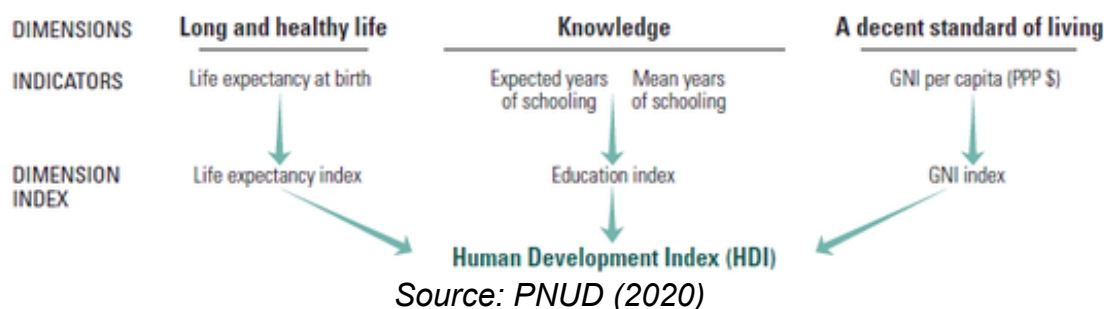 DIMENSIONS Long and healthy life Knowledge A decent standard of living
INDICATORS Life expectancy at birth Expected years Mean years GNI per capita (PPP $)
of schooling of schooling
DIMENSION Life expectancy index Education index GNI index
INDEX
Human Development Index (HDI)
Source: PNUD (2020)